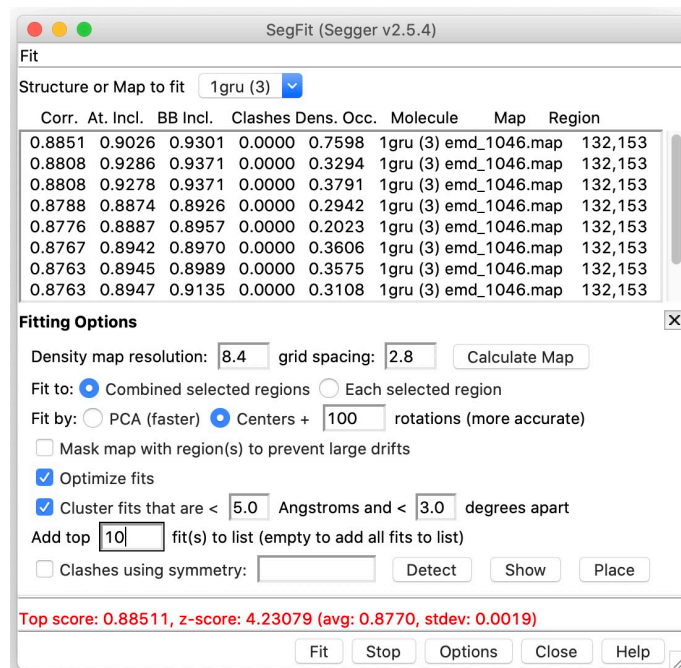 SegFit (Segger v2.5.4)
Fit
Structure or Map to fit 1gru (3)
Corr. At. Incl. BB Incl. Clashes Dens. Occ. Molecule Map Region
0.8851 0.9026 0.9301 0.0000 0.7598 1gru (3) emd_1046.map 132,153
0.8808 0.9286 0.9371 0.0000 0.3294 1gru (3) emd_1046.map 132,153
0.8808 0.9278 0.9371 0.0000 0.3791 1gru (3) emd_1046.map 132,153
0.8788 0.8874 0.8926 0.0000 0.2942 1gru (3) emd_1046.map 132,153
0.8776 0.8887 0.8957 0.0000 0.2023 1gru (3) emd_1046.map 132,153
0.8767 0.8942 0.8970 0.0000 0.3606 1gru (3) emd_1046.map 132,153
0.8763 0.8945 0.8989 0.0000 0.3575 1gru (3) emd_1046.map 132,153
0.8763 0.8947 0.9135 0.0000 0.3108 1gru (3) emd_1046.map 132,153
Fitting Options
Density map resolution: 8.4 grid spacing: 2.8 Calculate Map
Fit to: Combined selected regions Each selected region
Fit by: PCA (faster) Centers + 100 rotations (more accurate)
Mask map with region(s) to prevent large drifts
Optimize fits
Cluster fits that are < 5.0 Angstroms and < 3.0 degrees apart
Add top 10 fit(s) to list (empty to add all fits to list)
Clashes using symmetry: Detect Show Place
Top score: 0.88511, z-score: 4.23079 (avg: 0.8770, stdev: 0.0019)
Fit Stop Options Close Help